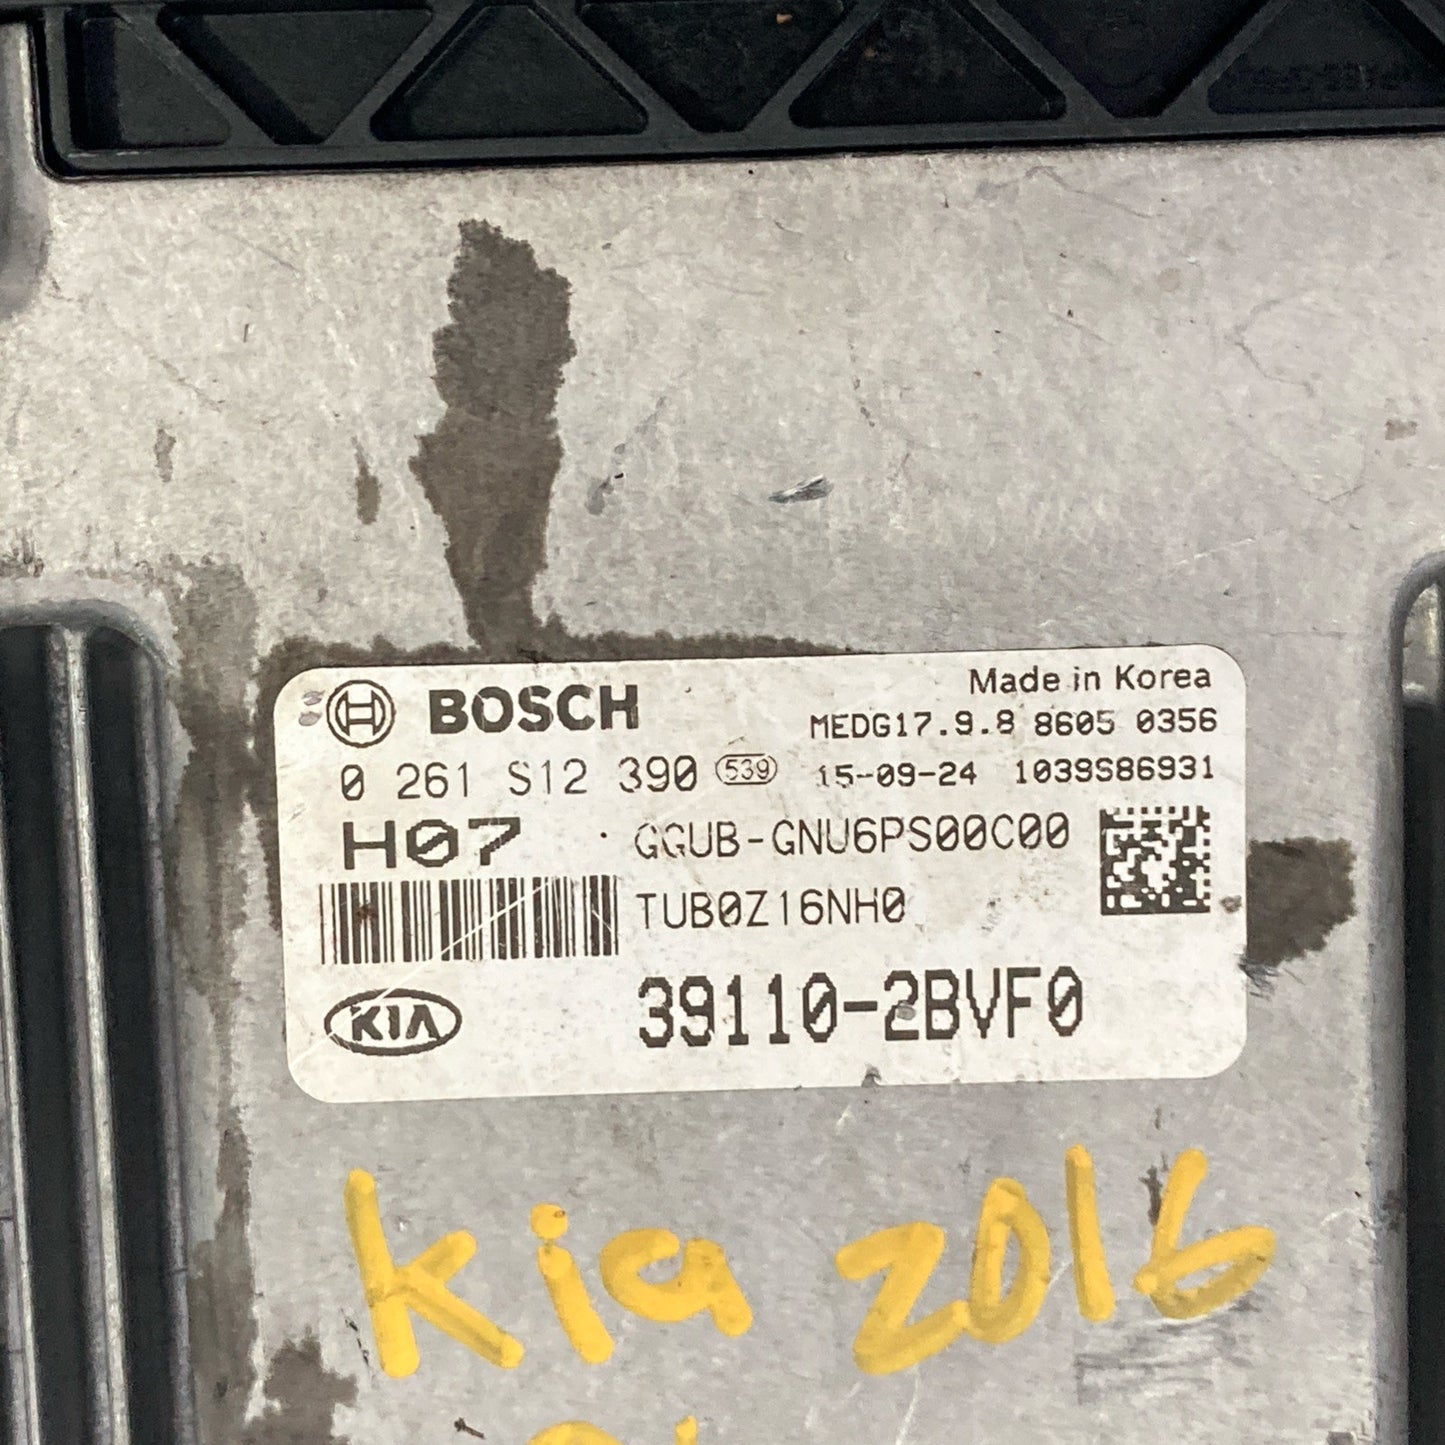 BOSCH
Made in Korea
MEDG17.9.8 8605 0356
0 261 S12 390 539 15-09-24 1039S86931
H07 GGUB-GNU6PS00C00
TUB0Z16NH0
KIA 39110-2BVF0
Kia 2016